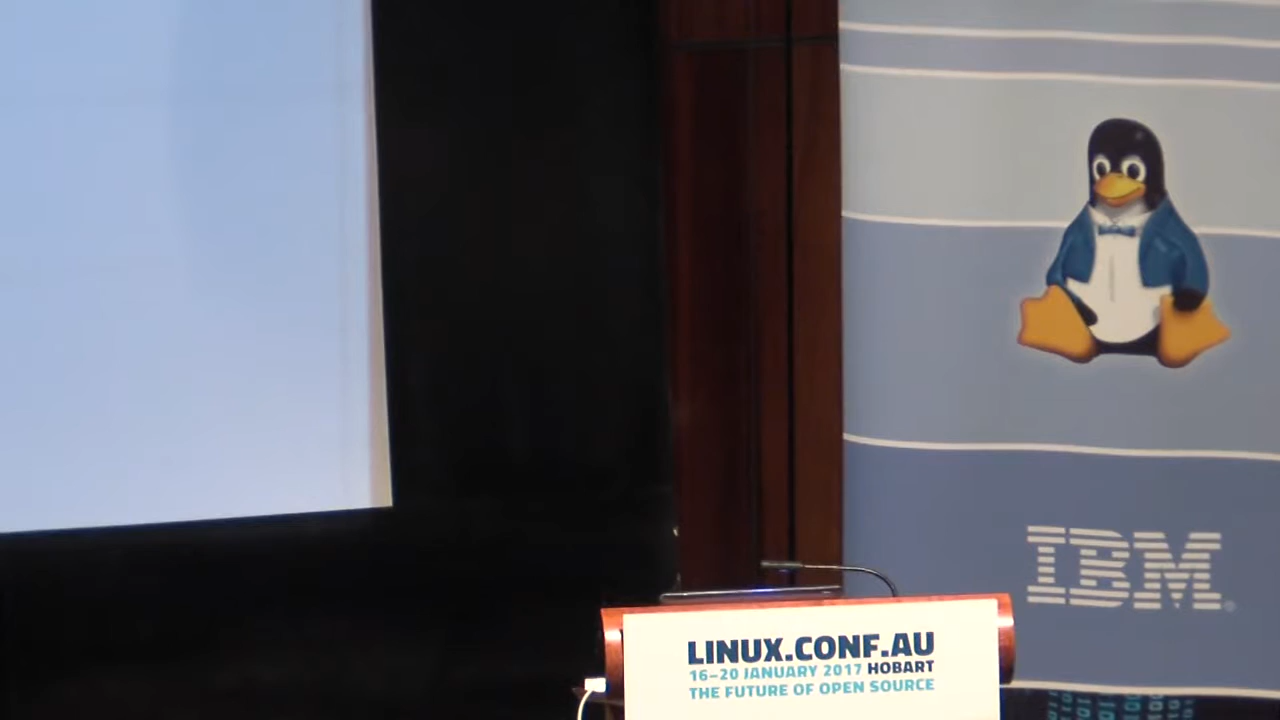 IBM
LINUX.CONF.AU
16–20 JANUARY 2017 HOBART
THE FUTURE OF OPEN SOURCE